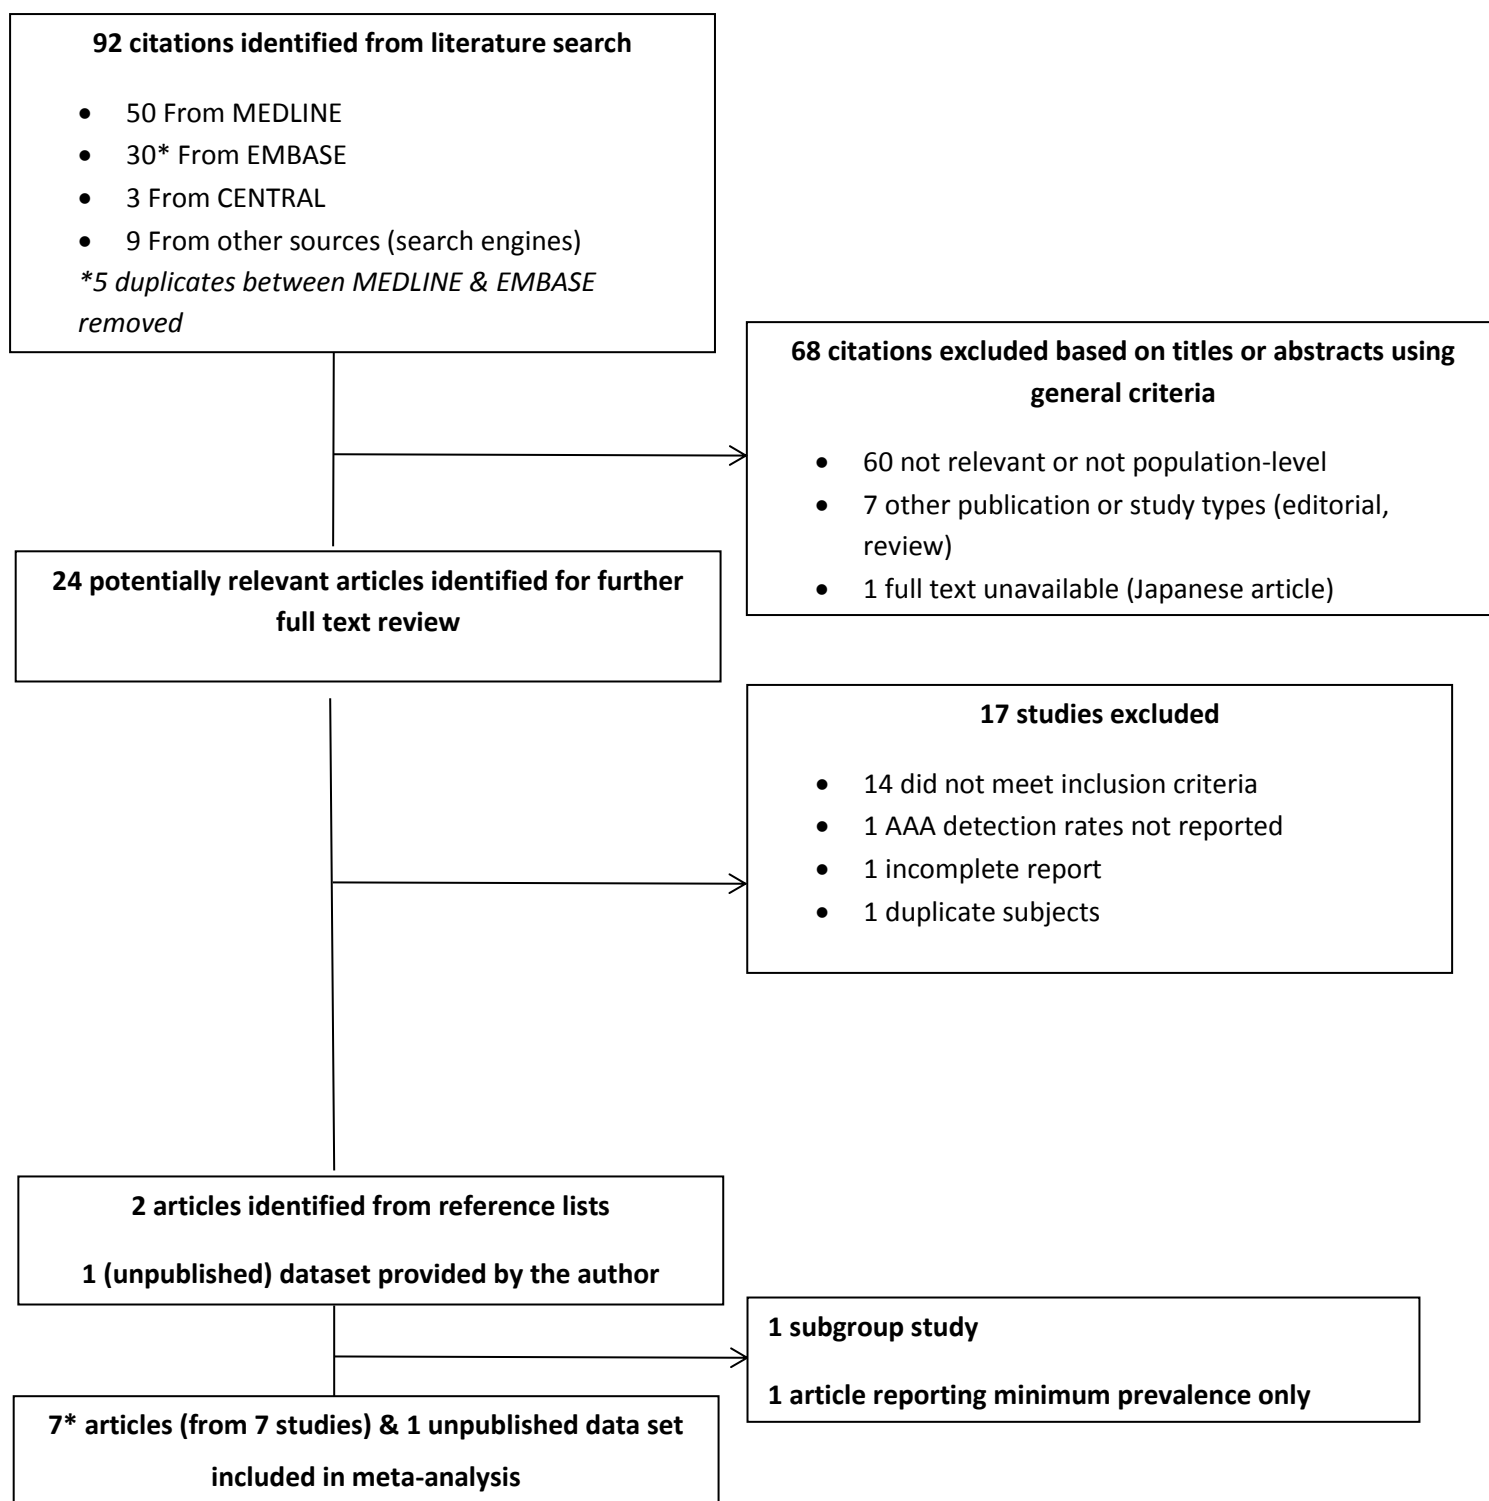 92 citations identified from literature search
• 50 From MEDLINE
• 30* From EMBASE
• 3 From CENTRAL
• 9 From other sources (search engines)
*5 duplicates between MEDLINE & EMBASE
removed
68 citations excluded based on titles or abstracts using
general criteria
• 60 not relevant or not population-level
• 7 other publication or study types (editorial,
review)
• 1 full text unavailable (Japanese article)
24 potentially relevant articles identified for further
full text review
17 studies excluded
• 14 did not meet inclusion criteria
• 1 AAA detection rates not reported
• 1 incomplete report
• 1 duplicate subjects
2 articles identified from reference lists
1 (unpublished) dataset provided by the author
1 subgroup study
1 article reporting minimum prevalence only
7* articles (from 7 studies) & 1 unpublished data set
included in meta-analysis